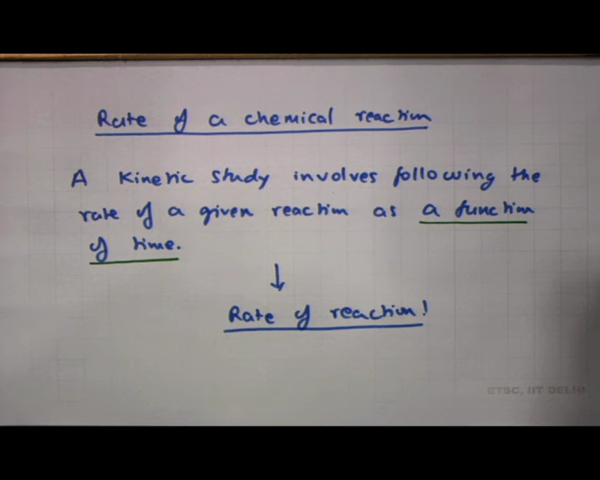 Rate of a chemical reaction
A kinetic study involves following the
rate of a given reaction as a function
of time.
↓
Rate of reaction!
ETSC, IIT DELHI